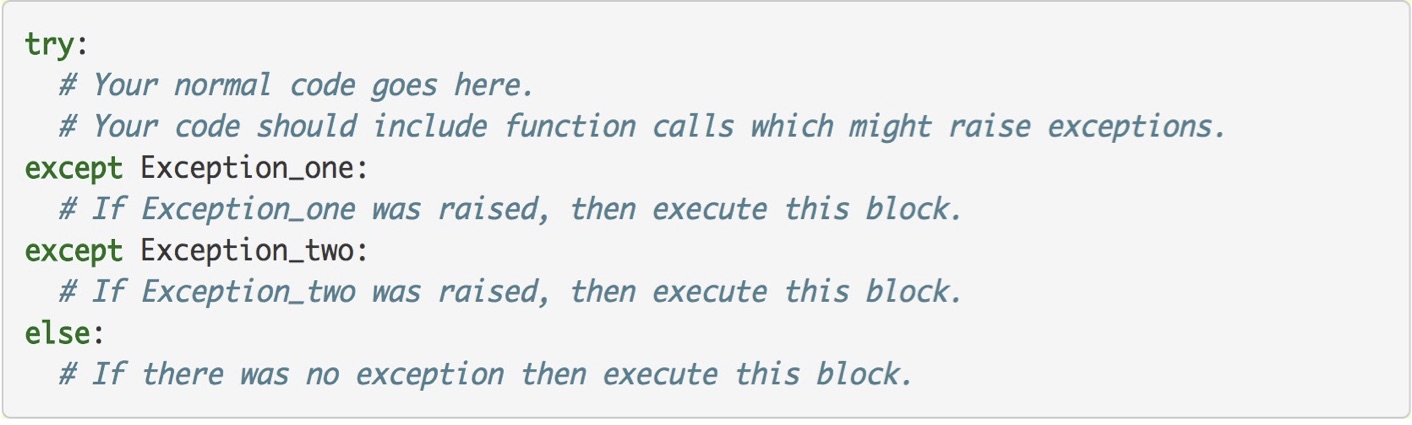 try:
  # Your normal code goes here.
  # Your code should include function calls which might raise exceptions.
except Exception_one:
  # If Exception_one was raised, then execute this block.
except Exception_two:
  # If Exception_two was raised, then execute this block.
else:
  # If there was no exception then execute this block.